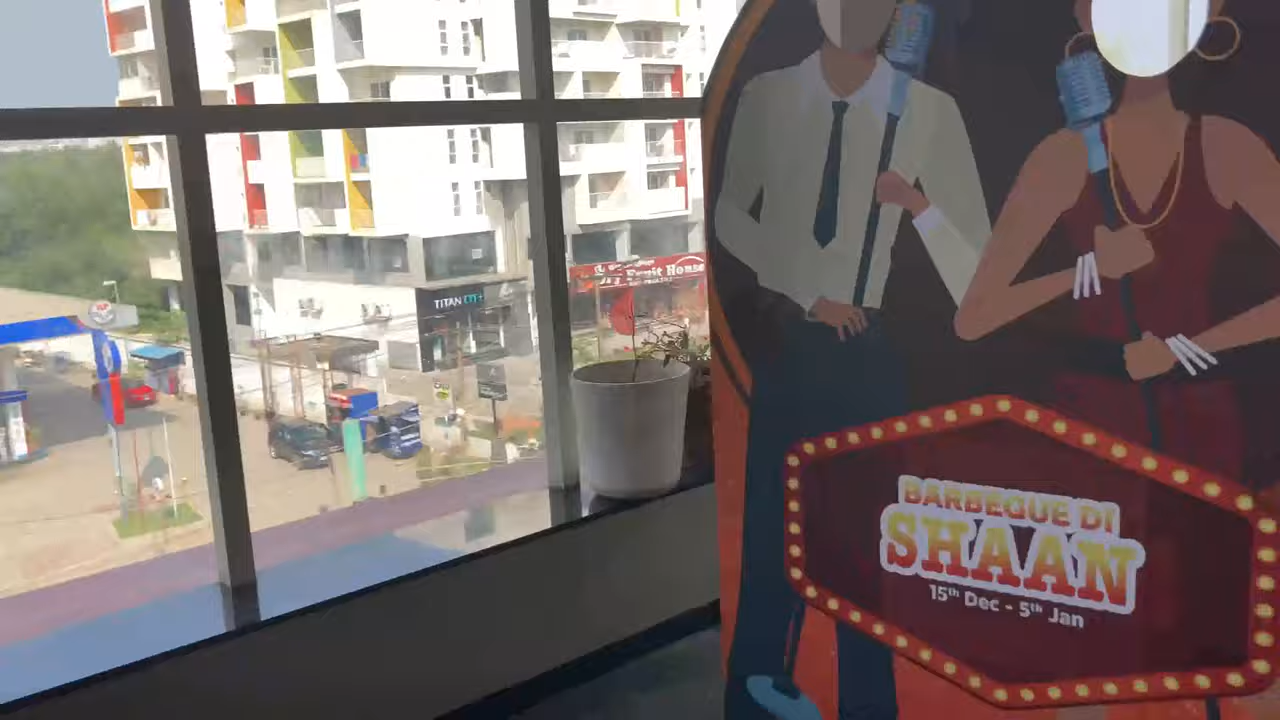 TITAN EYE+
Fruit House
BARBEQUE DI
SHAAN
15th Dec - 5th Jan